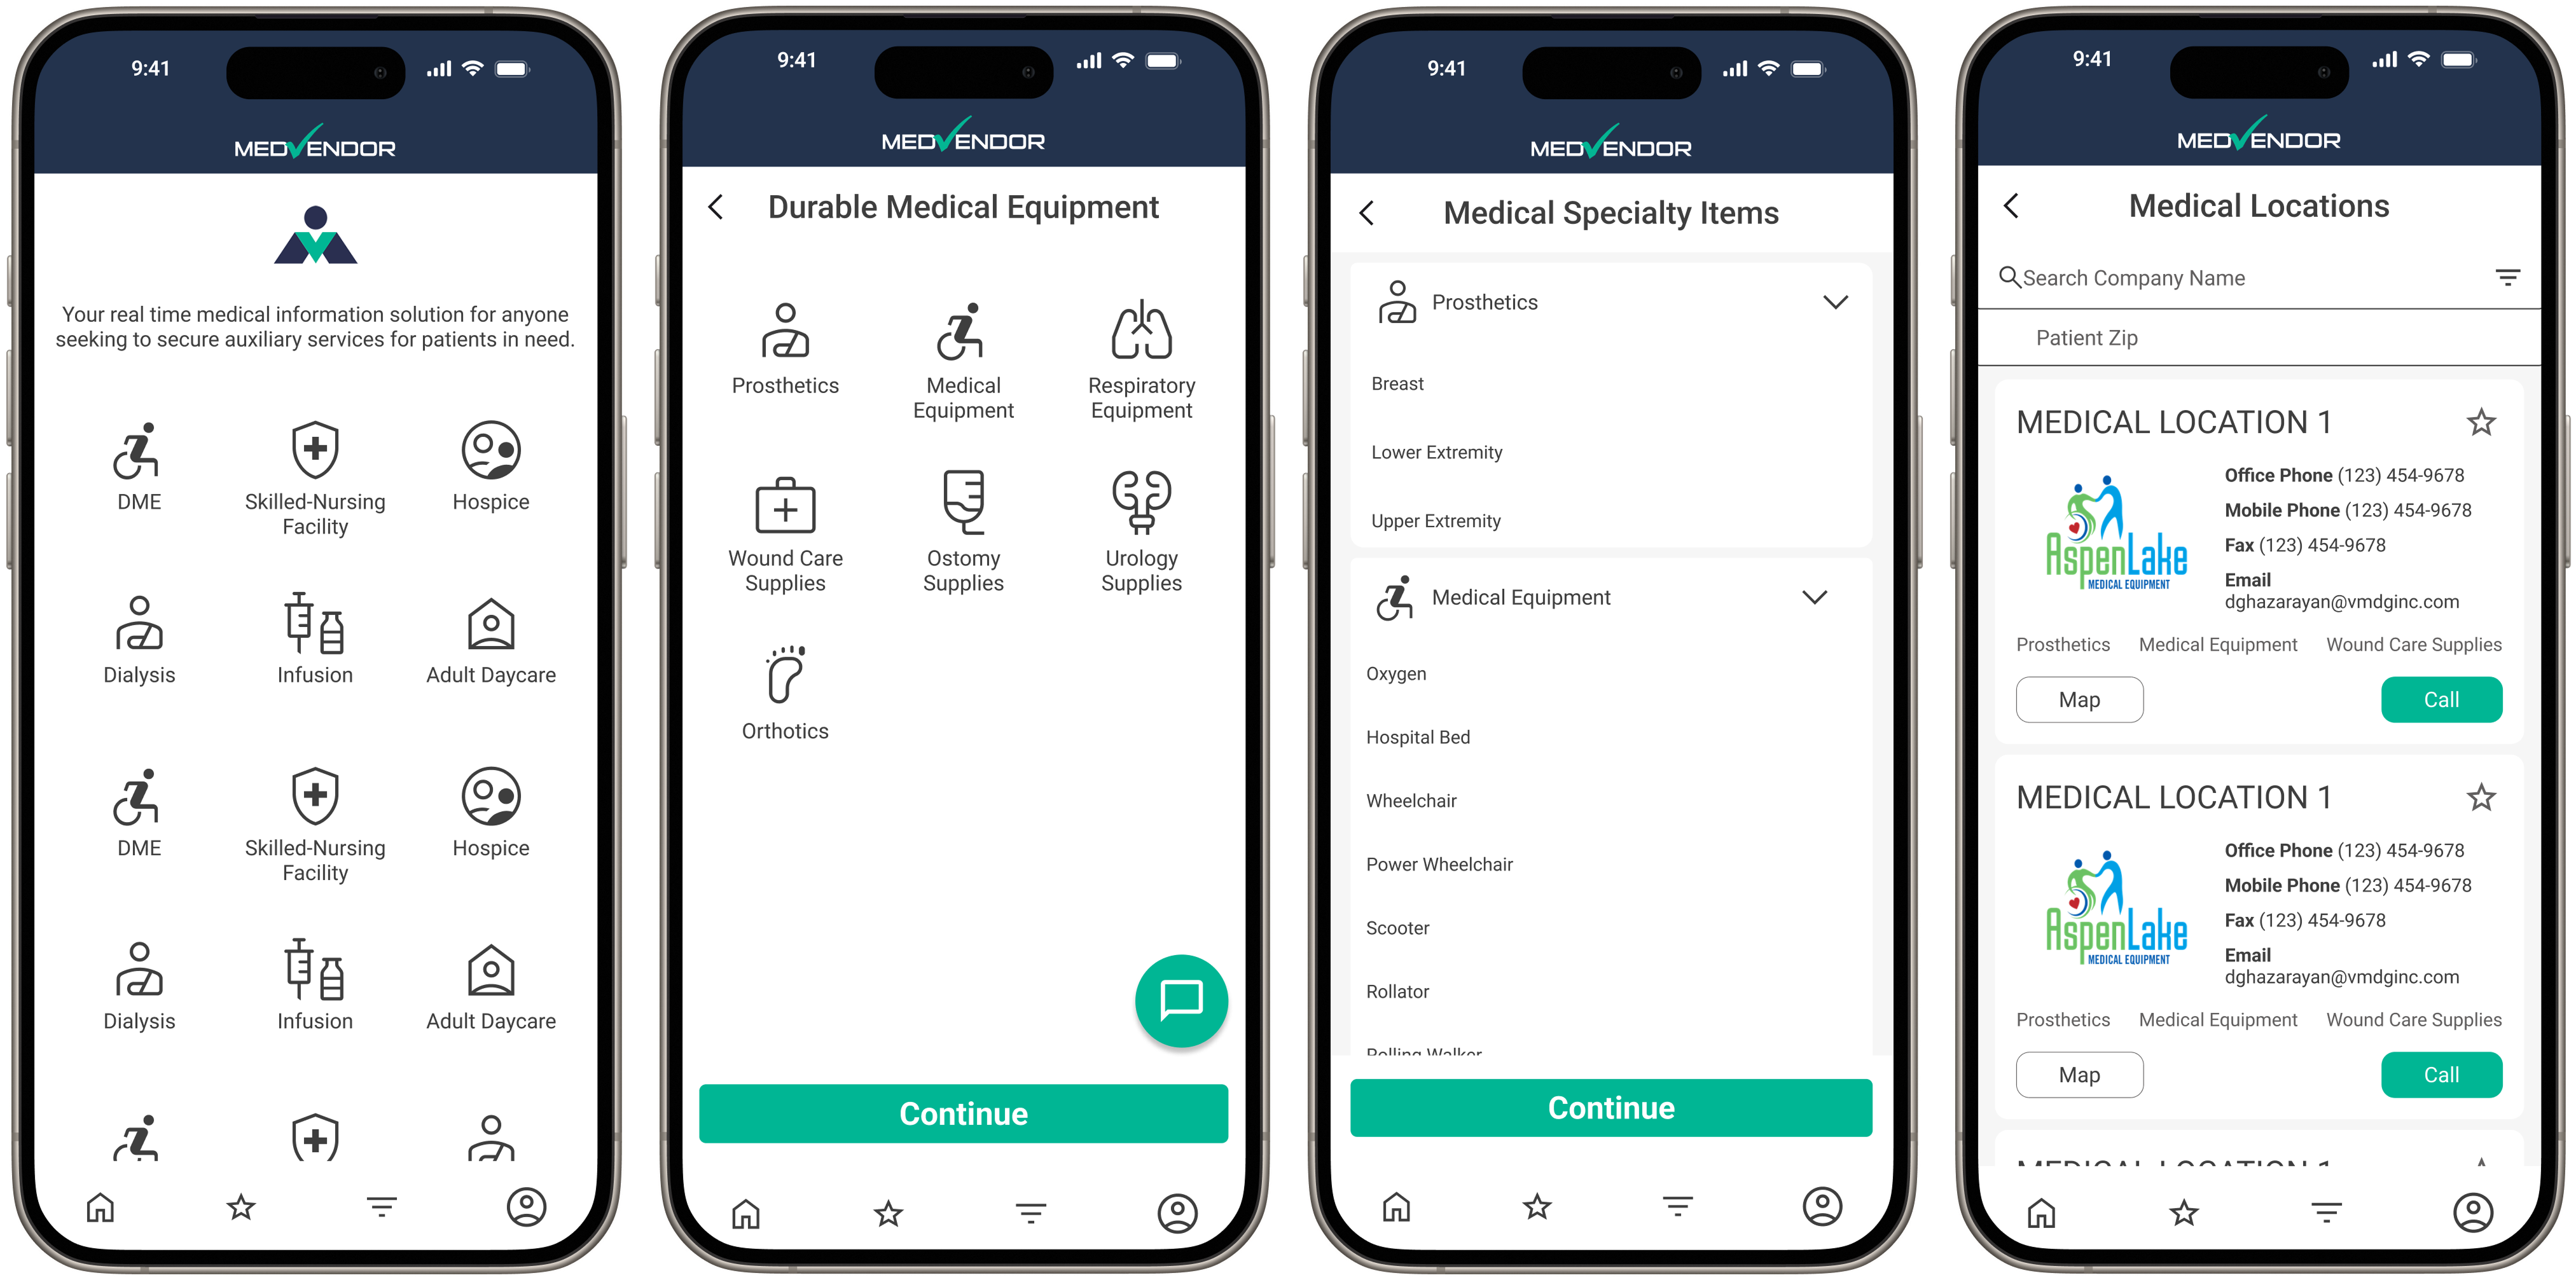 9:41
MEDVENDOR
Your real time medical information solution for anyone
seeking to secure auxiliary services for patients in need.
DME
Skilled-Nursing
Facility
Hospice
Dialysis
Infusion
Adult Daycare
DME
Skilled-Nursing
Facility
Hospice
Dialysis
Infusion
Adult Daycare
9:41
MEDVENDOR
Durable Medical Equipment
Prosthetics
Medical
Equipment
Respiratory
Equipment
Wound Care
Supplies
Ostomy
Supplies
Urology
Supplies
Orthotics
Continue
9:41
MEDVENDOR
Medical Specialty Items
Prosthetics
Breast
Lower Extremity
Upper Extremity
Medical Equipment
Oxygen
Hospital Bed
Wheelchair
Power Wheelchair
Scooter
Rollator
Rolling Walker
Continue
9:41
MEDVENDOR
Medical Locations
Search Company Name
Patient Zip
MEDICAL LOCATION 1
AspenLake
MEDICAL EQUIPMENT
Office Phone (123) 454-9678
Mobile Phone (123) 454-9678
Fax (123) 454-9678
Email
dghazarayan@vmdginc.com
Prosthetics Medical Equipment Wound Care Supplies
Map Call
MEDICAL LOCATION 1
AspenLake
MEDICAL EQUIPMENT
Office Phone (123) 454-9678
Mobile Phone (123) 454-9678
Fax (123) 454-9678
Email
dghazarayan@vmdginc.com
Prosthetics Medical Equipment Wound Care Supplies
Map Call
MEDICAL LOCATION 1